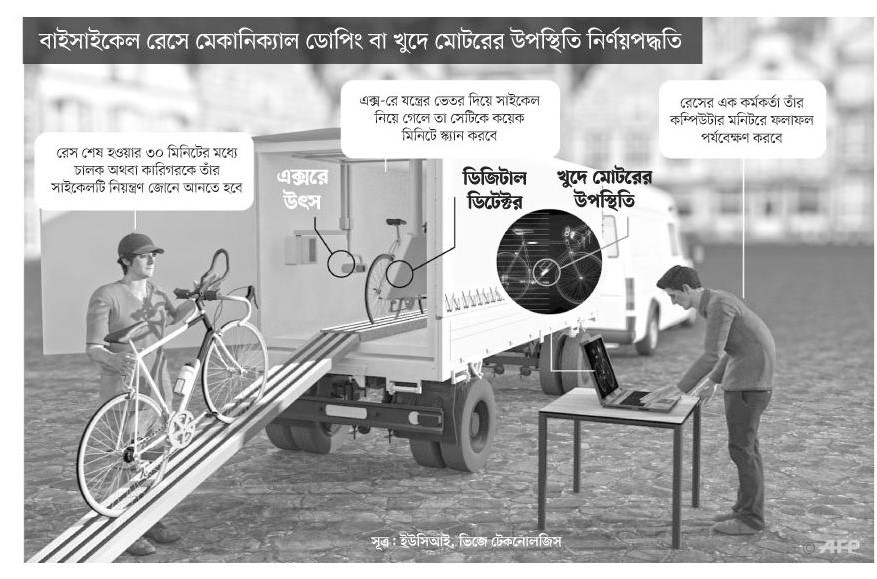 বাইসাইকেল রেসে মেকানিক্যাল ডোপিং বা খুদে মোটরের উপস্থিতি নির্ণয়পদ্ধতি
রেস শেষ হওয়ার ৩০ মিনিটের মধ্যে
চালক অথবা কারিগরকে তাঁর
সাইকেলটি নিয়ন্ত্রণ জোনে আনতে হবে
এক্স-রে যন্ত্রের ভেতর দিয়ে সাইকেল
নিয়ে গেলে তা সেটিকে কয়েক
মিনিটে স্ক্যান করবে
রেসের এক কর্মকর্তা তাঁর
কম্পিউটার মনিটরে ফলাফল
পর্যবেক্ষণ করবে
এক্সরে
উৎস
ডিজিটাল
ডিটেক্টর
খুদে মোটরের
উপস্থিতি
সূত্র : ইউসিআই, ভিজে টেকনোলজিস
© AFP